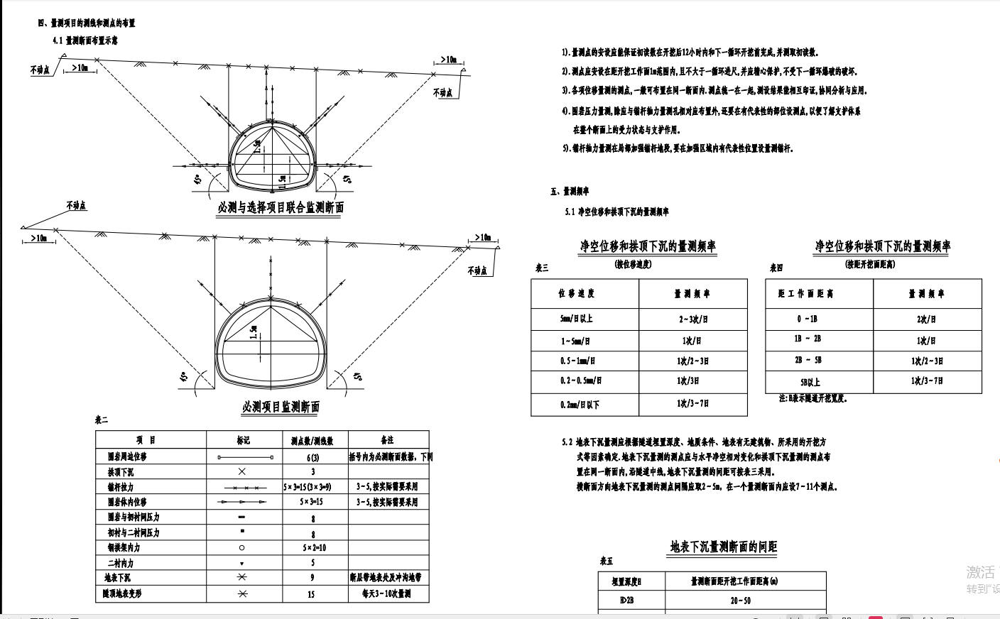 四、量测项目的测线和测点的布置
4.1 量测断面布置示意
不动点
>10m
>10m
不动点
1.5m
1.5m
45°
45°
必测与选择项目联合监测断面
不动点
>10m
>10m
不动点
1.5m
45°
45°
必测项目监测断面
表二
项 目 标记 测点数/测线数 备注
围岩周边位移 6(3) 括号内为必测断面数据，下同
拱顶下沉 3
锚杆拉力 5×3=15(3×3=9) 3~5,按实际需要采用
围岩体内位移 5×3=15 3~5,按实际需要采用
围岩与初衬间压力 8
初衬与二衬间压力 8
钢拱架内力 5×2=10
二衬内力 5
地表下沉 9 断层带地表处及冲沟地带
隧顶地表变形 15 每天3~10次量测
1).量测点的安设应能保证初读数在开挖后12小时内和下一循环开挖前完成,并测取初读数。
2).测点应安设在距开挖工作面1m范围内,且不大于一循环进尺,并应精心保护,不受下一循环爆破的破坏。
3).各项位移量测的测点,一般可布置在同一断面内.测点统一在一起,测设结果能相互印证,协同分析与应用。
4).围岩压力量测,除应与锚杆轴力量测孔相对应布置外,还要在有代表性的部位设测点,以便了解支护体系
在整个断面上的受力状态与支护作用。
5).锚杆轴力量测在局部加强锚杆地段,要在加强区域内有代表性位置设量测锚杆。
五、量测频率
5.1 净空位移和拱顶下沉的量测频率
净空位移和拱顶下沉的量测频率
(按位移速度)
表三
位移速度 量测频率
5mm/日以上 2~3次/日
1~5mm/日 1次/日
0.5~1mm/日 1次/2~3日
0.2~0.5mm/日 1次/3日
0.2mm/日以下 1次/3~7日
净空位移和拱顶下沉的量测频率
(按距开挖面距离)
表四
距工作面距离 量测频率
0 ~1B 2次/日
1B ~ 2B 1次/日
2B ~ 5B 1次/2~3日
5B以上 1次/3~7日
注:B表示隧道开挖宽度。
5.2 地表下沉量测应根据隧道埋置深度、地质条件、地表有无建筑物、所采用的开挖方
式等因素确定.地表下沉量测的测点应与水平净空相对变化和拱顶下沉量测的测点布
置在同一断面内,沿隧道中线,地表下沉量测的间距可按表三采用。
横断面方向地表下沉量测的测点间隔应取2~5m，在一个量测断面内应设7~11个测点。
地表下沉量测断面的间距
表五
埋置深度H 量测断面距开挖工作面距离(m)
H>2B 20~50
激活
转到"设